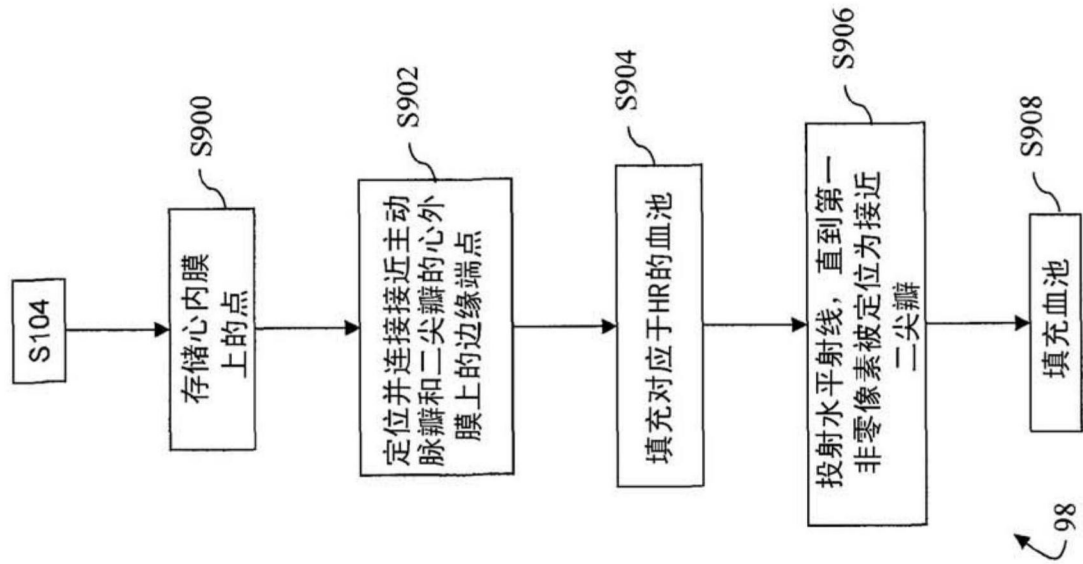 S104
存储心内膜
上的点
S900
定位并连接接近主动
脉瓣和二尖瓣的心外
膜上的边缘端点
S902
填充对应于HR的血池
S904
投射水平射线，直到第一
非零像素被定位为接近
二尖瓣
S906
填充血池
S908
98